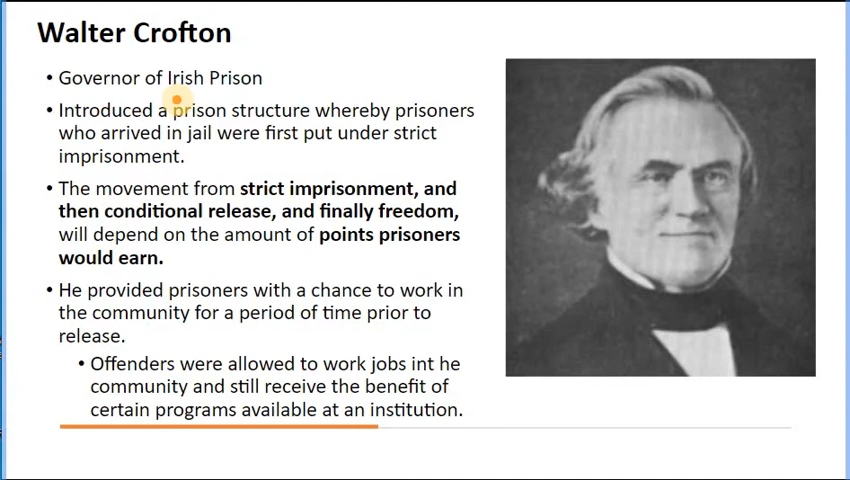 Walter Crofton
• Governor of Irish Prison
• Introduced a prison structure whereby prisoners
who arrived in jail were first put under strict
imprisonment.
• The movement from strict imprisonment, and
then conditional release, and finally freedom,
will depend on the amount of points prisoners
would earn.
• He provided prisoners with a chance to work in
the community for a period of time prior to
release.
• Offenders were allowed to work jobs int he
community and still receive the benefit of
certain programs available at an institution.